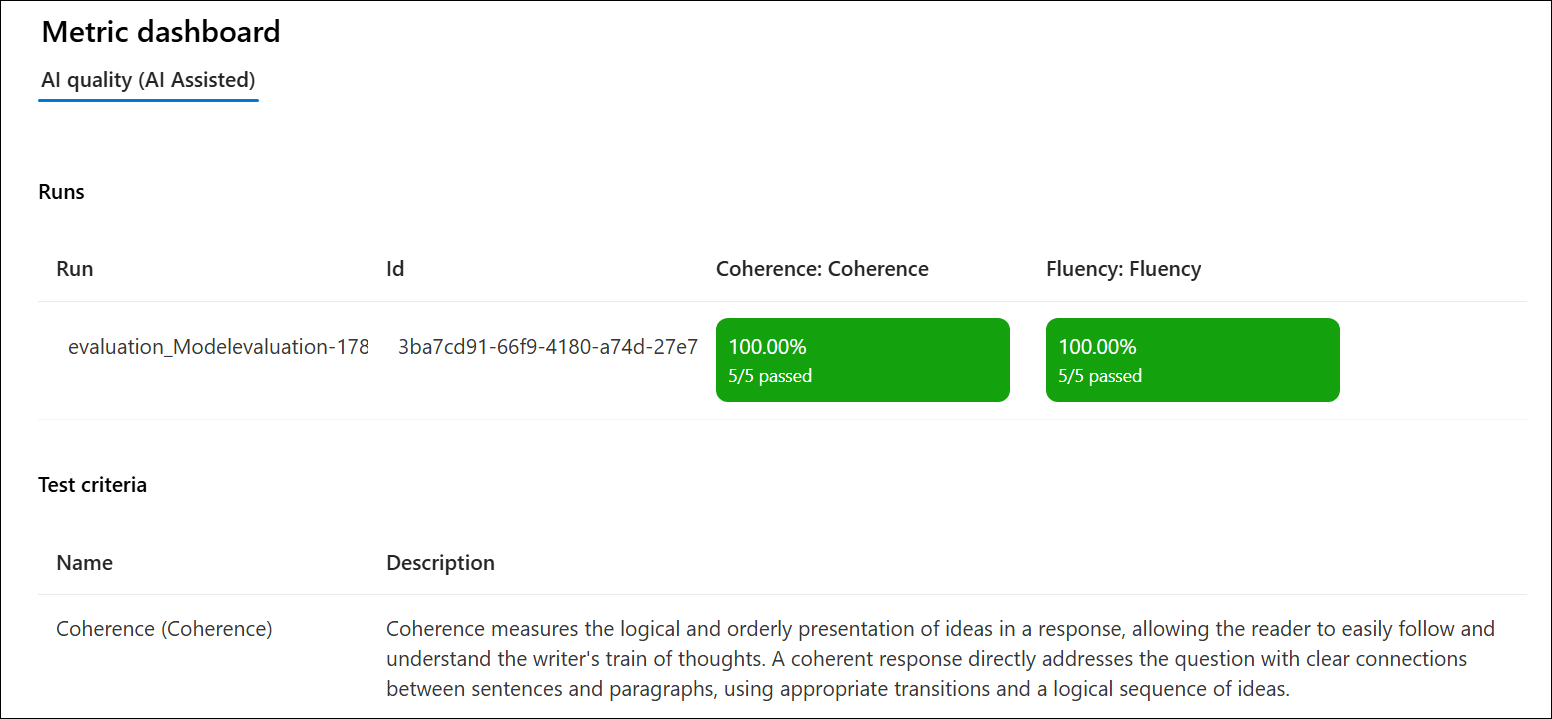 Metric dashboard
AI quality (AI Assisted)
Runs
Run Id Coherence: Coherence Fluency: Fluency
evaluation_Modelevaluation-178 3ba7cd91-66f9-4180-a74d-27e7 100.00% 100.00%
5/5 passed 5/5 passed
Test criteria
Name Description
Coherence (Coherence) Coherence measures the logical and orderly presentation of ideas in a response, allowing the reader to easily follow and
understand the writer's train of thoughts. A coherent response directly addresses the question with clear connections
between sentences and paragraphs, using appropriate transitions and a logical sequence of ideas.